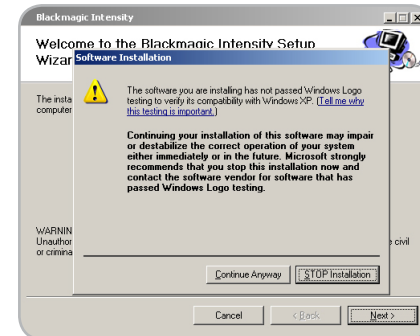 Blackmagic Intensity
Welcome to the Blackmagic Intensity Setup
Wizar
Software Installation
The insta
computer
The software you are installing has not passed Windows Logo
testing to verify its compatibility with Windows XP. (Tell me why
this testing is important.)
Continuing your installation of this software may impair
or destabilize the correct operation of your system
either immediately or in the future. Microsoft strongly
recommends that you stop this installation now and
contact the software vendor for software that has
passed Windows Logo testing.
WARNIN
Unauthor
or crimina
e civil
Continue Anyway
STOP Installation
Cancel
< Back
Next >